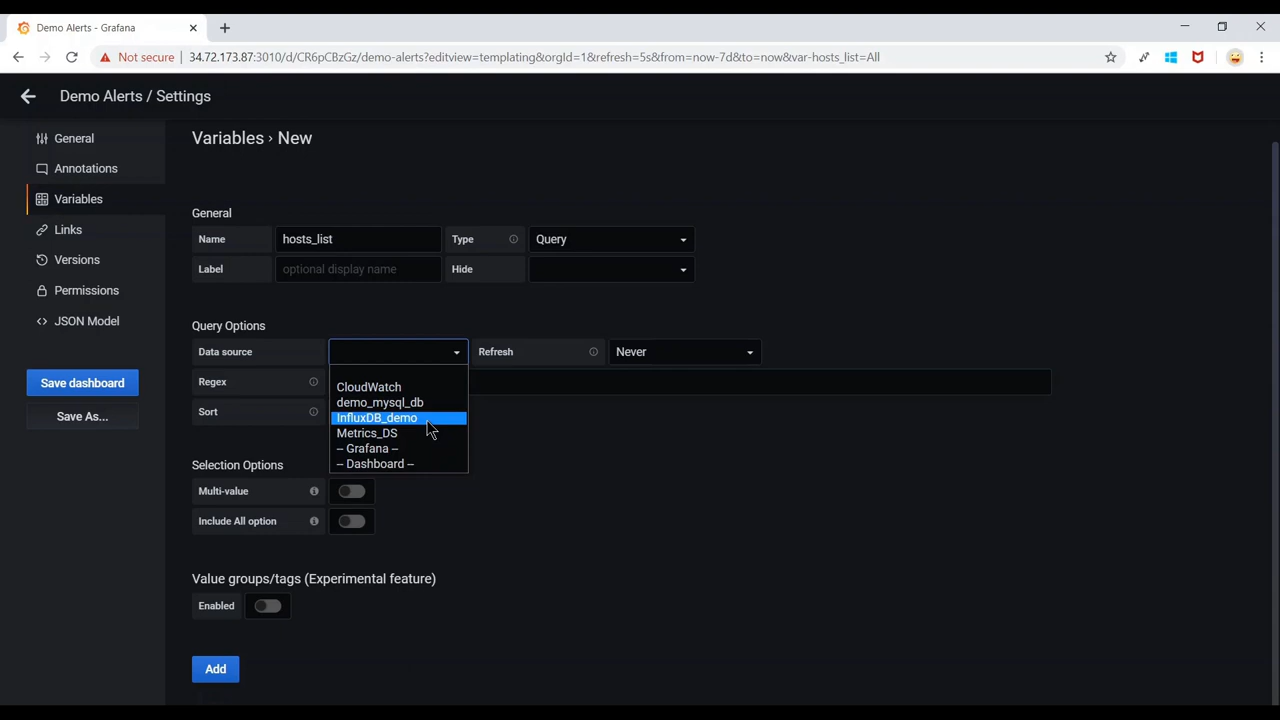 Demo Alerts - Grafana
Not secure
34.72.173.87:3010/d/CR6pCBzGz/demo-alerts?editview=templating&orgId=1&refresh=5s&from=now-7d&to=now&var-hosts_list=All
Demo Alerts / Settings
General
Annotations
Variables
Links
Versions
Permissions
JSON Model
Save dashboard
Save As...
Variables › New
General
Name hosts_list Type Query
Label optional display name Hide
Query Options
Data source Refresh Never
Regex
Sort
CloudWatch
demo_mysql_db
InfluxDB_demo
Metrics_DS
-- Grafana --
-- Dashboard --
Selection Options
Multi-value
Include All option
Value groups/tags (Experimental feature)
Enabled
Add